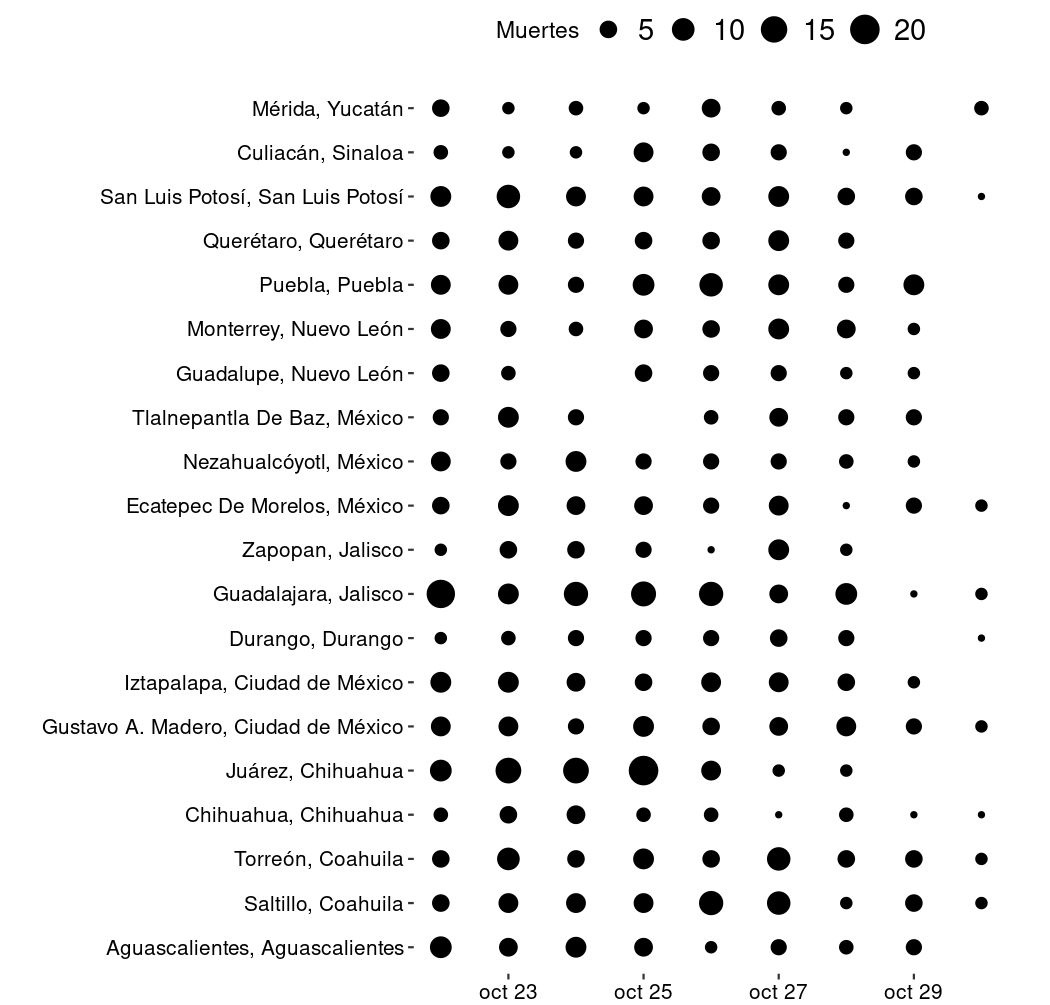 Muertes 5 10 15 20
Mérida, Yucatán
Culiacán, Sinaloa
San Luis Potosí, San Luis Potosí
Querétaro, Querétaro
Puebla, Puebla
Monterrey, Nuevo León
Guadalupe, Nuevo León
Tlalnepantla De Baz, México
Nezahualcóyotl, México
Ecatepec De Morelos, México
Zapopan, Jalisco
Guadalajara, Jalisco
Durango, Durango
Iztapalapa, Ciudad de México
Gustavo A. Madero, Ciudad de México
Juárez, Chihuahua
Chihuahua, Chihuahua
Torreón, Coahuila
Saltillo, Coahuila
Aguascalientes, Aguascalientes
oct 23 oct 25 oct 27 oct 29